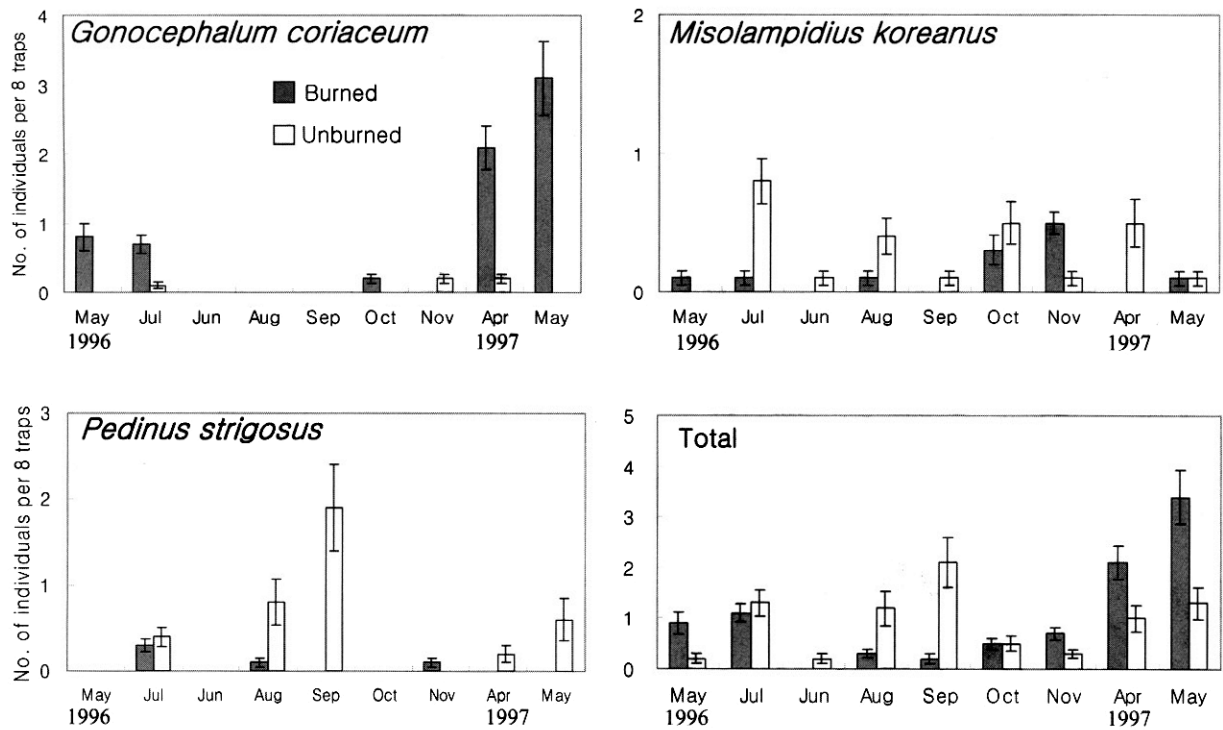 Gonocephalum coriaceum
Burned
Unburned
No. of individuals per 8 traps
4
3
2
1
0
May Jul Jun Aug Sep Oct Nov Apr May
1996 1997
Misolampidius koreanus
2
1
0
May Jul Jun Aug Sep Oct Nov Apr May
1996 1997
Pedinus strigosus
No. of individuals per 8 traps
3
2
1
0
May Jul Jun Aug Sep Oct Nov Apr May
1996 1997
Total
5
4
3
2
1
0
May Jul Jun Aug Sep Oct Nov Apr May
1996 1997